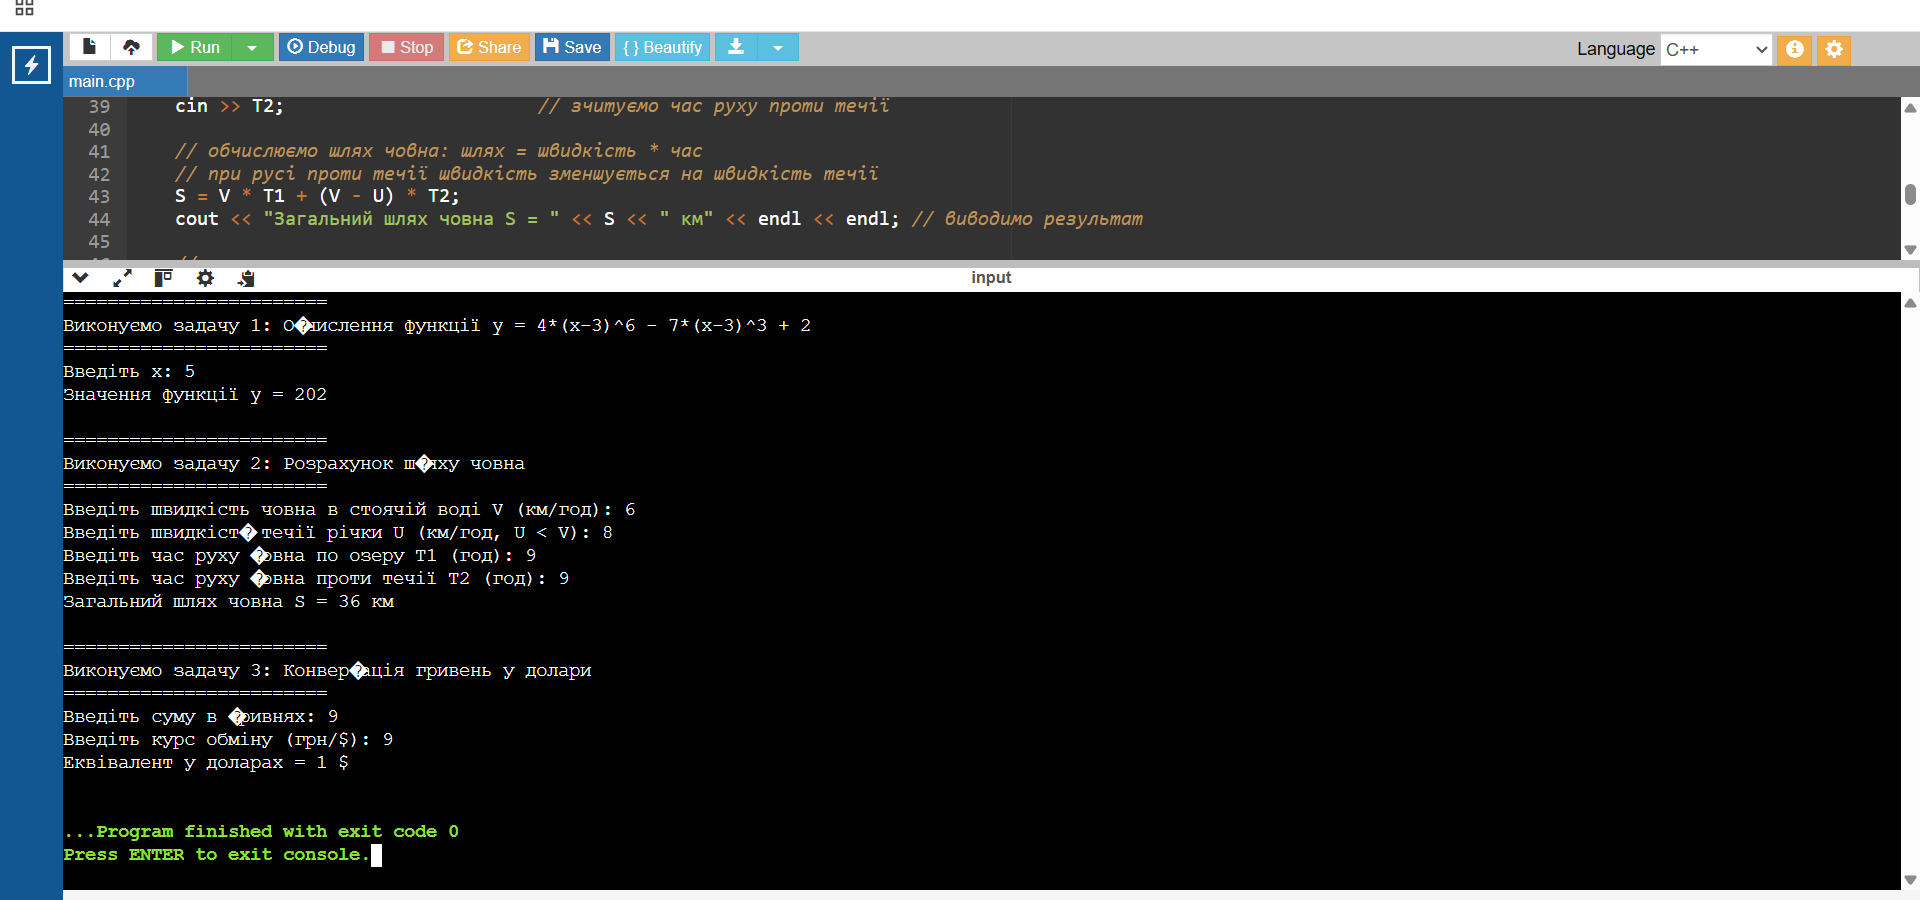 Run Debug Stop Share Save { } Beautify Language C++
main.cpp
39 cin >> T2; // зчитуємо час руху проти течії
40
41 // обчислюємо шлях човна: шлях = швидкість * час
42 // при русі проти течії швидкість зменшується на швидкість течії
43 S = V * T1 + (V - U) * T2;
44 cout << "Загальний шлях човна S = " << S << " км" << endl << endl; // виводимо результат
45
input
========================
Виконуємо задачу 1: О�числення функції y = 4*(x-3)^6 - 7*(x-3)^3 + 2
========================
Введіть x: 5
Значення функції y = 202
========================
Виконуємо задачу 2: Розрахунок ш�яху човна
========================
Введіть швидкість човна в стоячій воді V (км/год): 6
Введіть швидкіст� течії річки U (км/год, U < V): 8
Введіть час руху �овна по озеру T1 (год): 9
Введіть час руху �овна проти течії T2 (год): 9
Загальний шлях човна S = 36 км
========================
Виконуємо задачу 3: Конвер�ація гривень у долари
========================
Введіть суму в �ривнях: 9
Введіть курс обміну (грн/$): 9
Еквівалент у доларах = 1 $
...Program finished with exit code 0
Press ENTER to exit console.